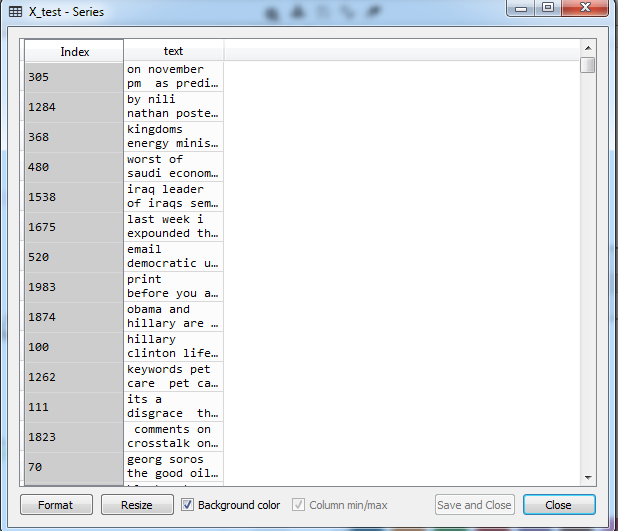 X_test - Series
Index text
305 on november
pm as predi...
1284 by nili
nathan poste...
368 kingdoms
energy minis...
480 worst of
saudi econom...
1538 iraq leader
of iraqs sem...
1675 last week i
expounded th...
520 email
democratic u...
1983 print
before you a...
1874 obama and
hillary are ...
100 hillary
clinton life...
1262 keywords pet
care pet ca...
111 its a
disgrace th...
1823 comments on
crosstalk on...
70 georg soros
the good oil...
Format Resize Background color Column min/max Save and Close Close